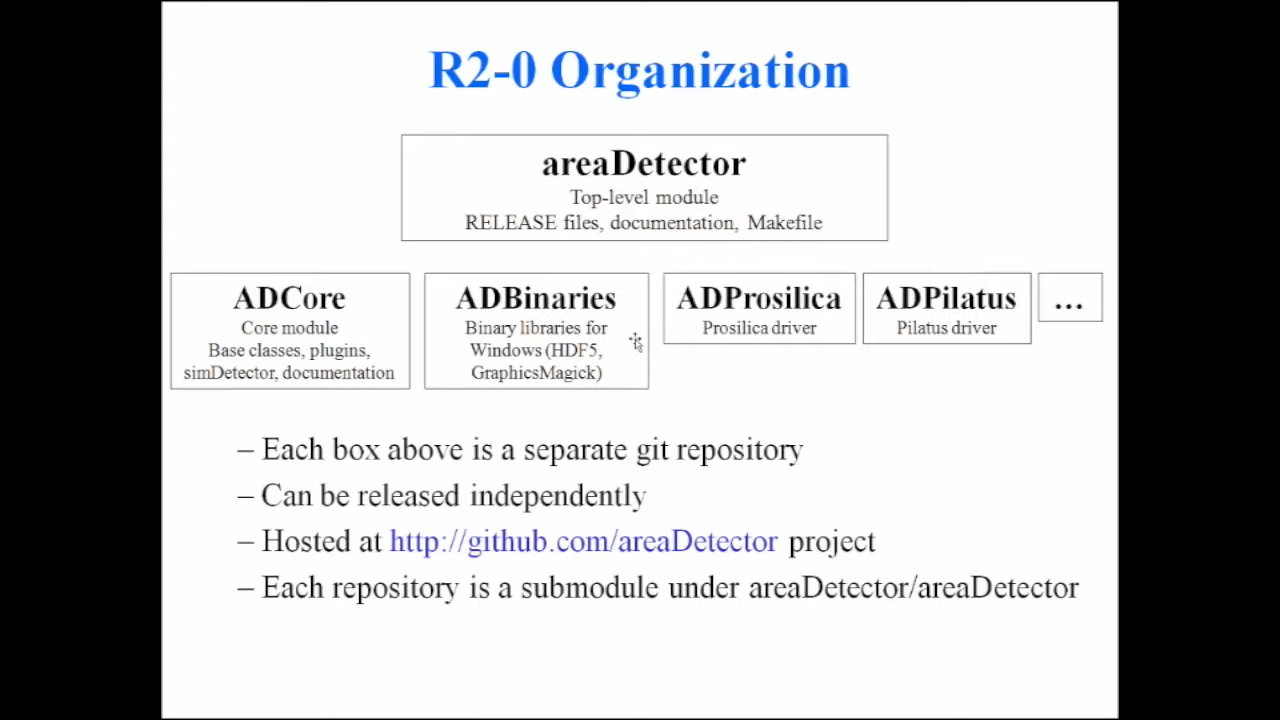 R2-0 Organization
areaDetector
Top-level module
RELEASE files, documentation, Makefile
ADCore
Core module
Base classes, plugins,
simDetector, documentation
ADBinaries
Binary libraries for
Windows (HDF5,
GraphicsMagick)
ADProsilica
Prosilica driver
ADPilatus
Pilatus driver
...
– Each box above is a separate git repository
– Can be released independently
– Hosted at http://github.com/areaDetector project
– Each repository is a submodule under areaDetector/areaDetector